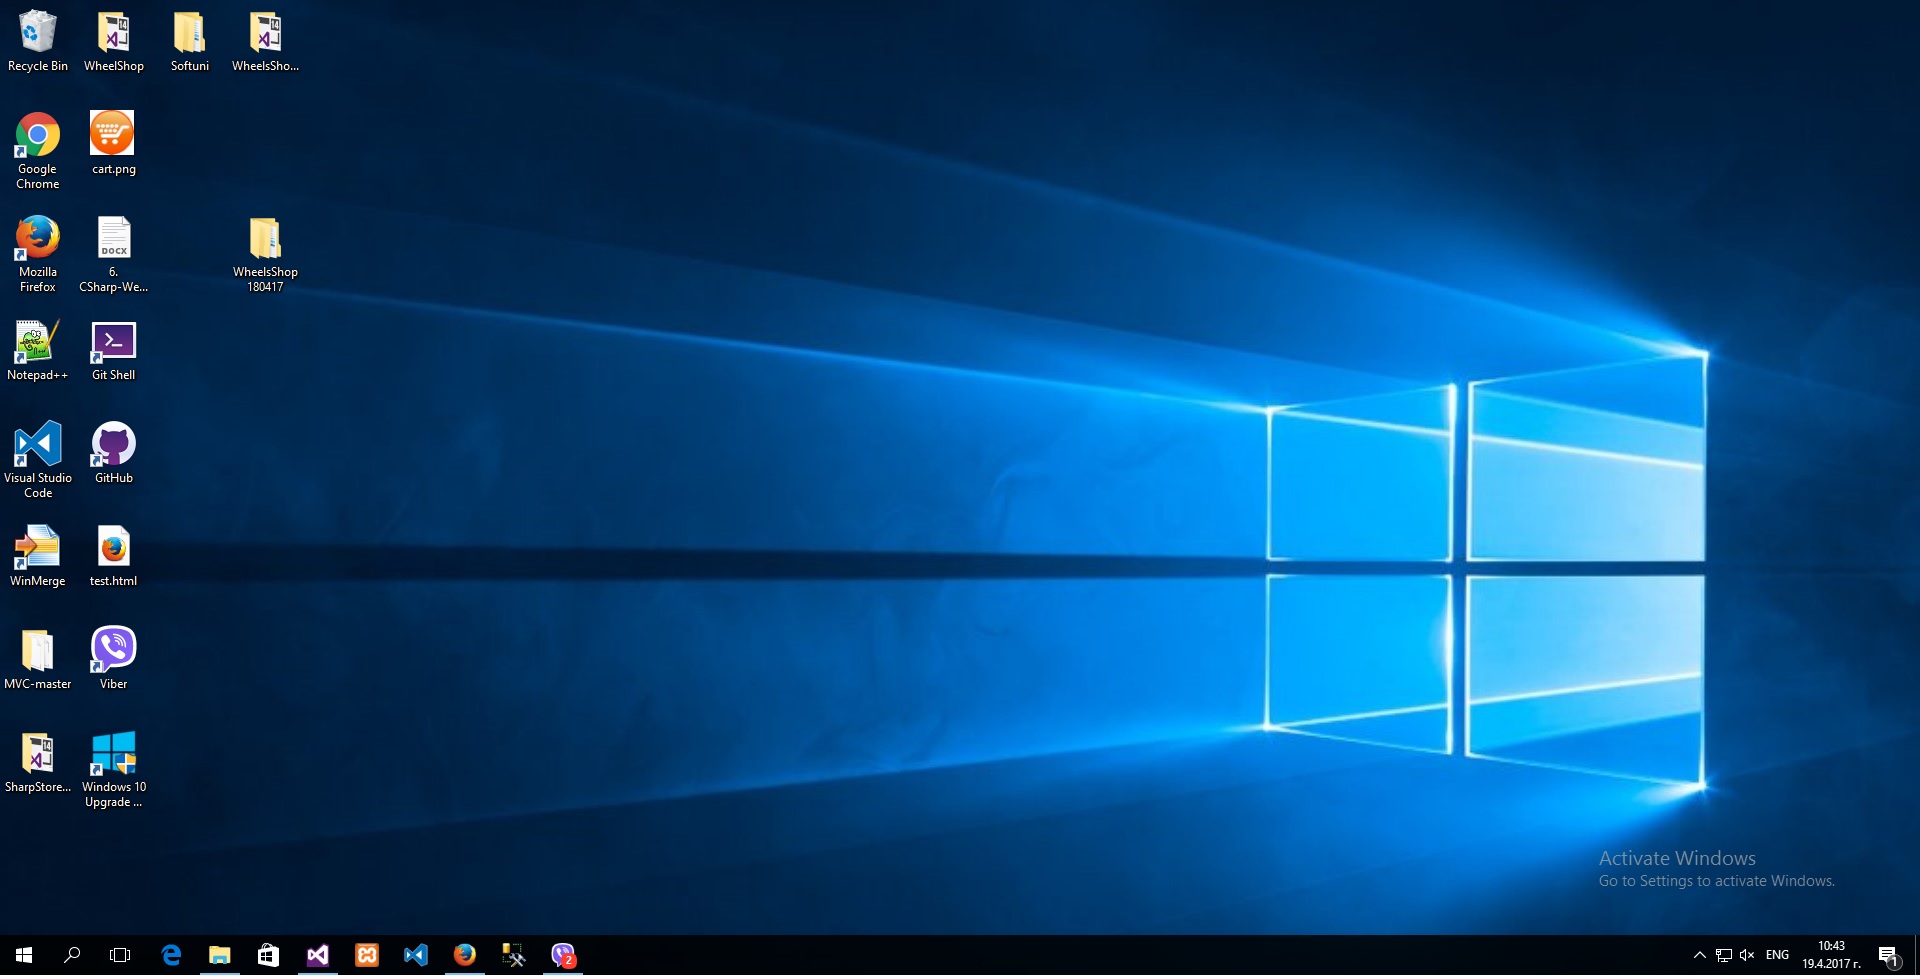 Recycle Bin
WheelShop
Softuni
WheelsSho...
Google
Chrome
cart.png
Mozilla
Firefox
DOCX
6.
CSharp-We...
WheelsShop
180417
Notepad++
Git Shell
Visual Studio
Code
GitHub
WinMerge
test.html
MVC-master
Viber
SharpStore...
Windows 10
Upgrade ...
Activate Windows
Go to Settings to activate Windows.
2
ENG
10:43
19.4.2017 г.
1